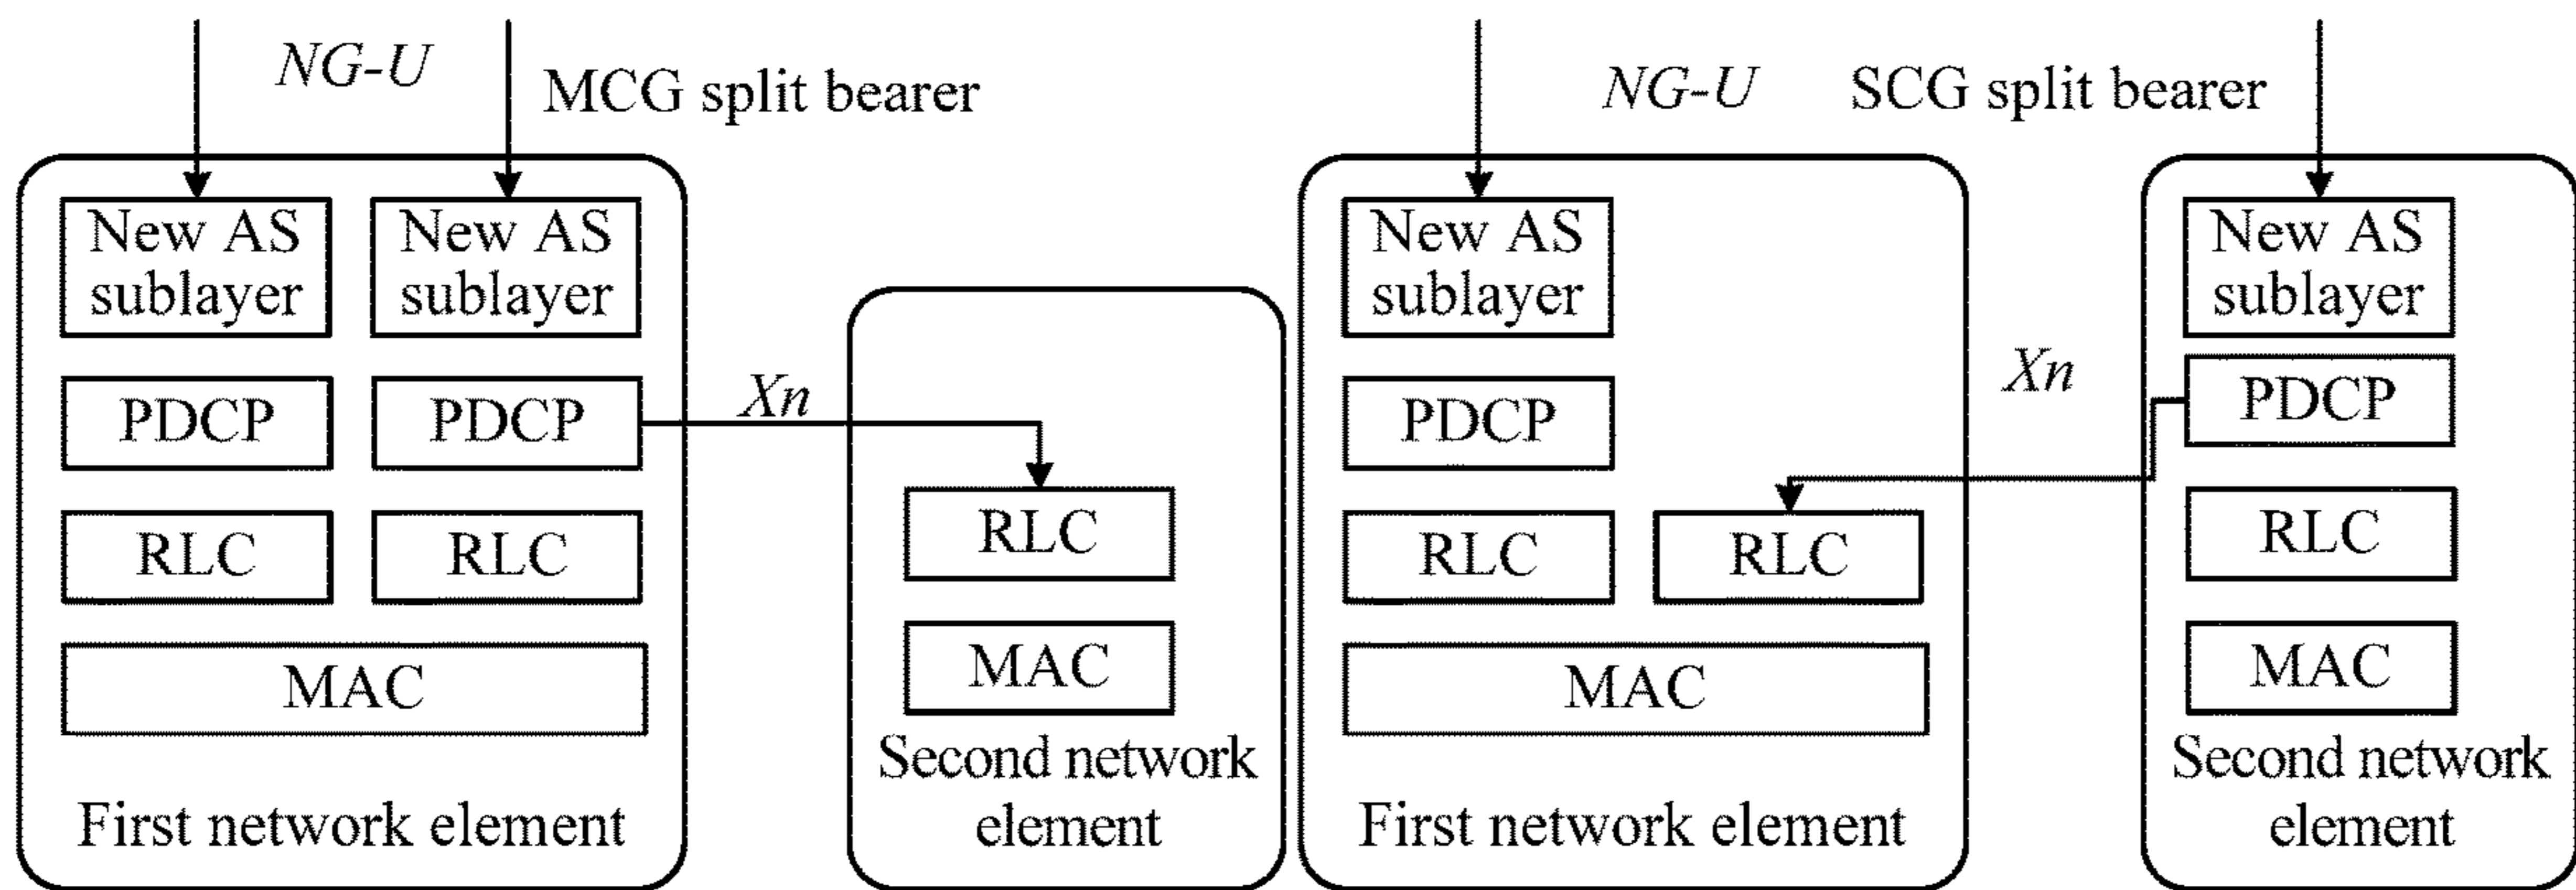 NG-U
MCG split bearer
New AS
sublayer
New AS
sublayer
PDCP
PDCP
RLC
RLC
MAC
First network element
Xn
RLC
MAC
Second network
element
NG-U
SCG split bearer
New AS
sublayer
PDCP
RLC
RLC
MAC
First network element
Xn
New AS
sublayer
PDCP
RLC
MAC
Second network
element